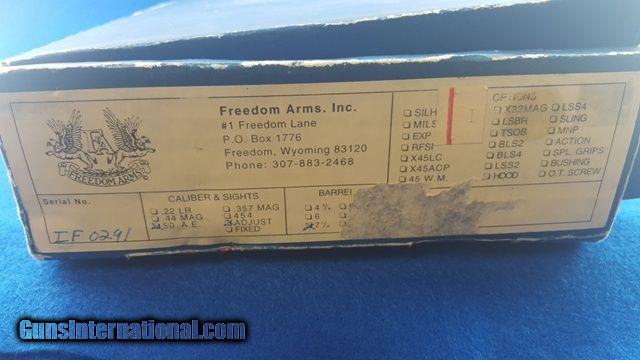 Freedom Arms. Inc.
#1 Freedom Lane
P.O. Box 1776
Freedom, Wyoming 83120
Phone: 307-883-2468
FA
FREEDOM ARMS
Serial No.
IF 0291
CALIBER & SIGHTS
.22 LR .357 MAG
.44 MAG .454
.50 A.E. ADJUST
FIXED
BARREL
4¾
6
7½
SILH
MILS
EXP
RFSI
X45LC
X45ACP
45 W.M.
OPTIONS
X22MAG LSS4
LSBR SLING
TSOB MNP
BLS2 ACTION
BLS4 SPL. GRIPS
LSS2 BUSHING
HOOD O.T. SCREW
GunsInternational.com